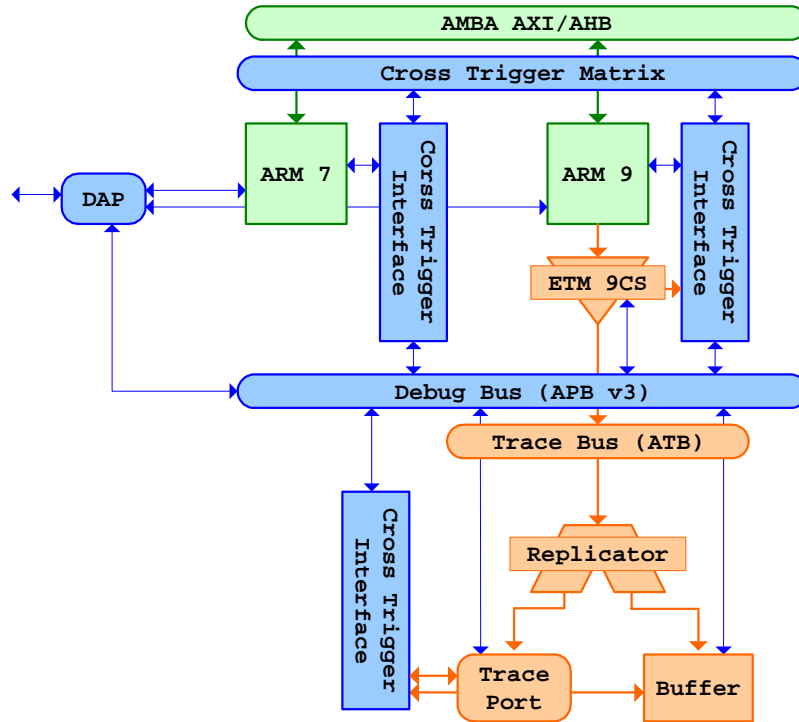 AMBA AXI/AHB
Cross Trigger Matrix
ARM 7
Corss Trigger
Interface
ARM 9
Cross Trigger
Interface
DAP
ETM 9CS
Debug Bus (APB v3)
Trace Bus (ATB)
Cross Trigger
Interface
Replicator
Trace
Port
Buffer